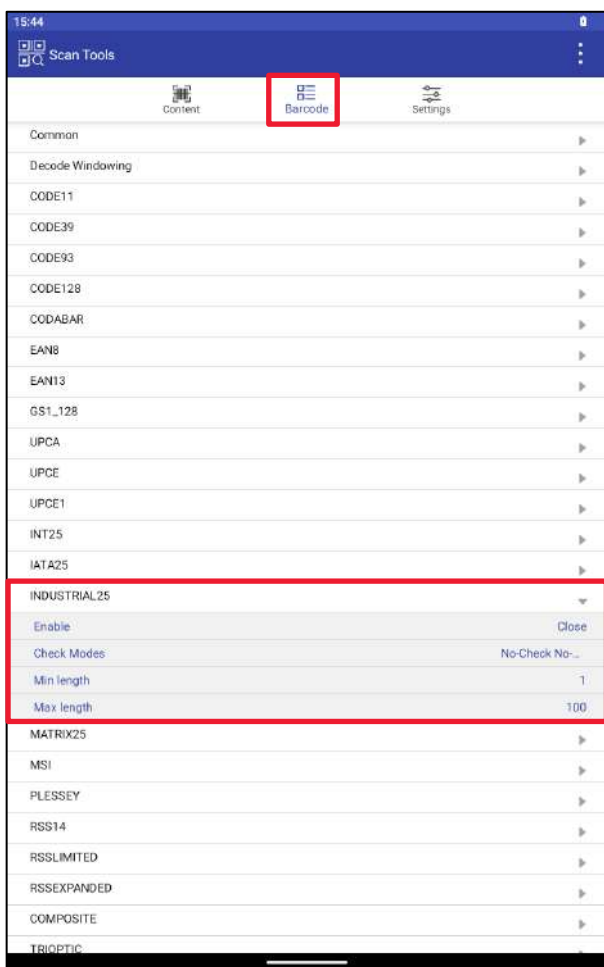 15:44
Scan Tools
Content Barcode Settings
Common
Decode Windowing
CODE11
CODE39
CODE93
CODE128
CODABAR
EAN8
EAN13
GS1_128
UPCA
UPCE
UPCE1
INT25
IATA25
INDUSTRIAL25
Enable Close
Check Modes No-Check No-...
Min length 1
Max length 100
MATRIX25
MSI
PLESSEY
RSS14
RSSLIMITED
RSSEXPANDED
COMPOSITE
TRIOPTIC